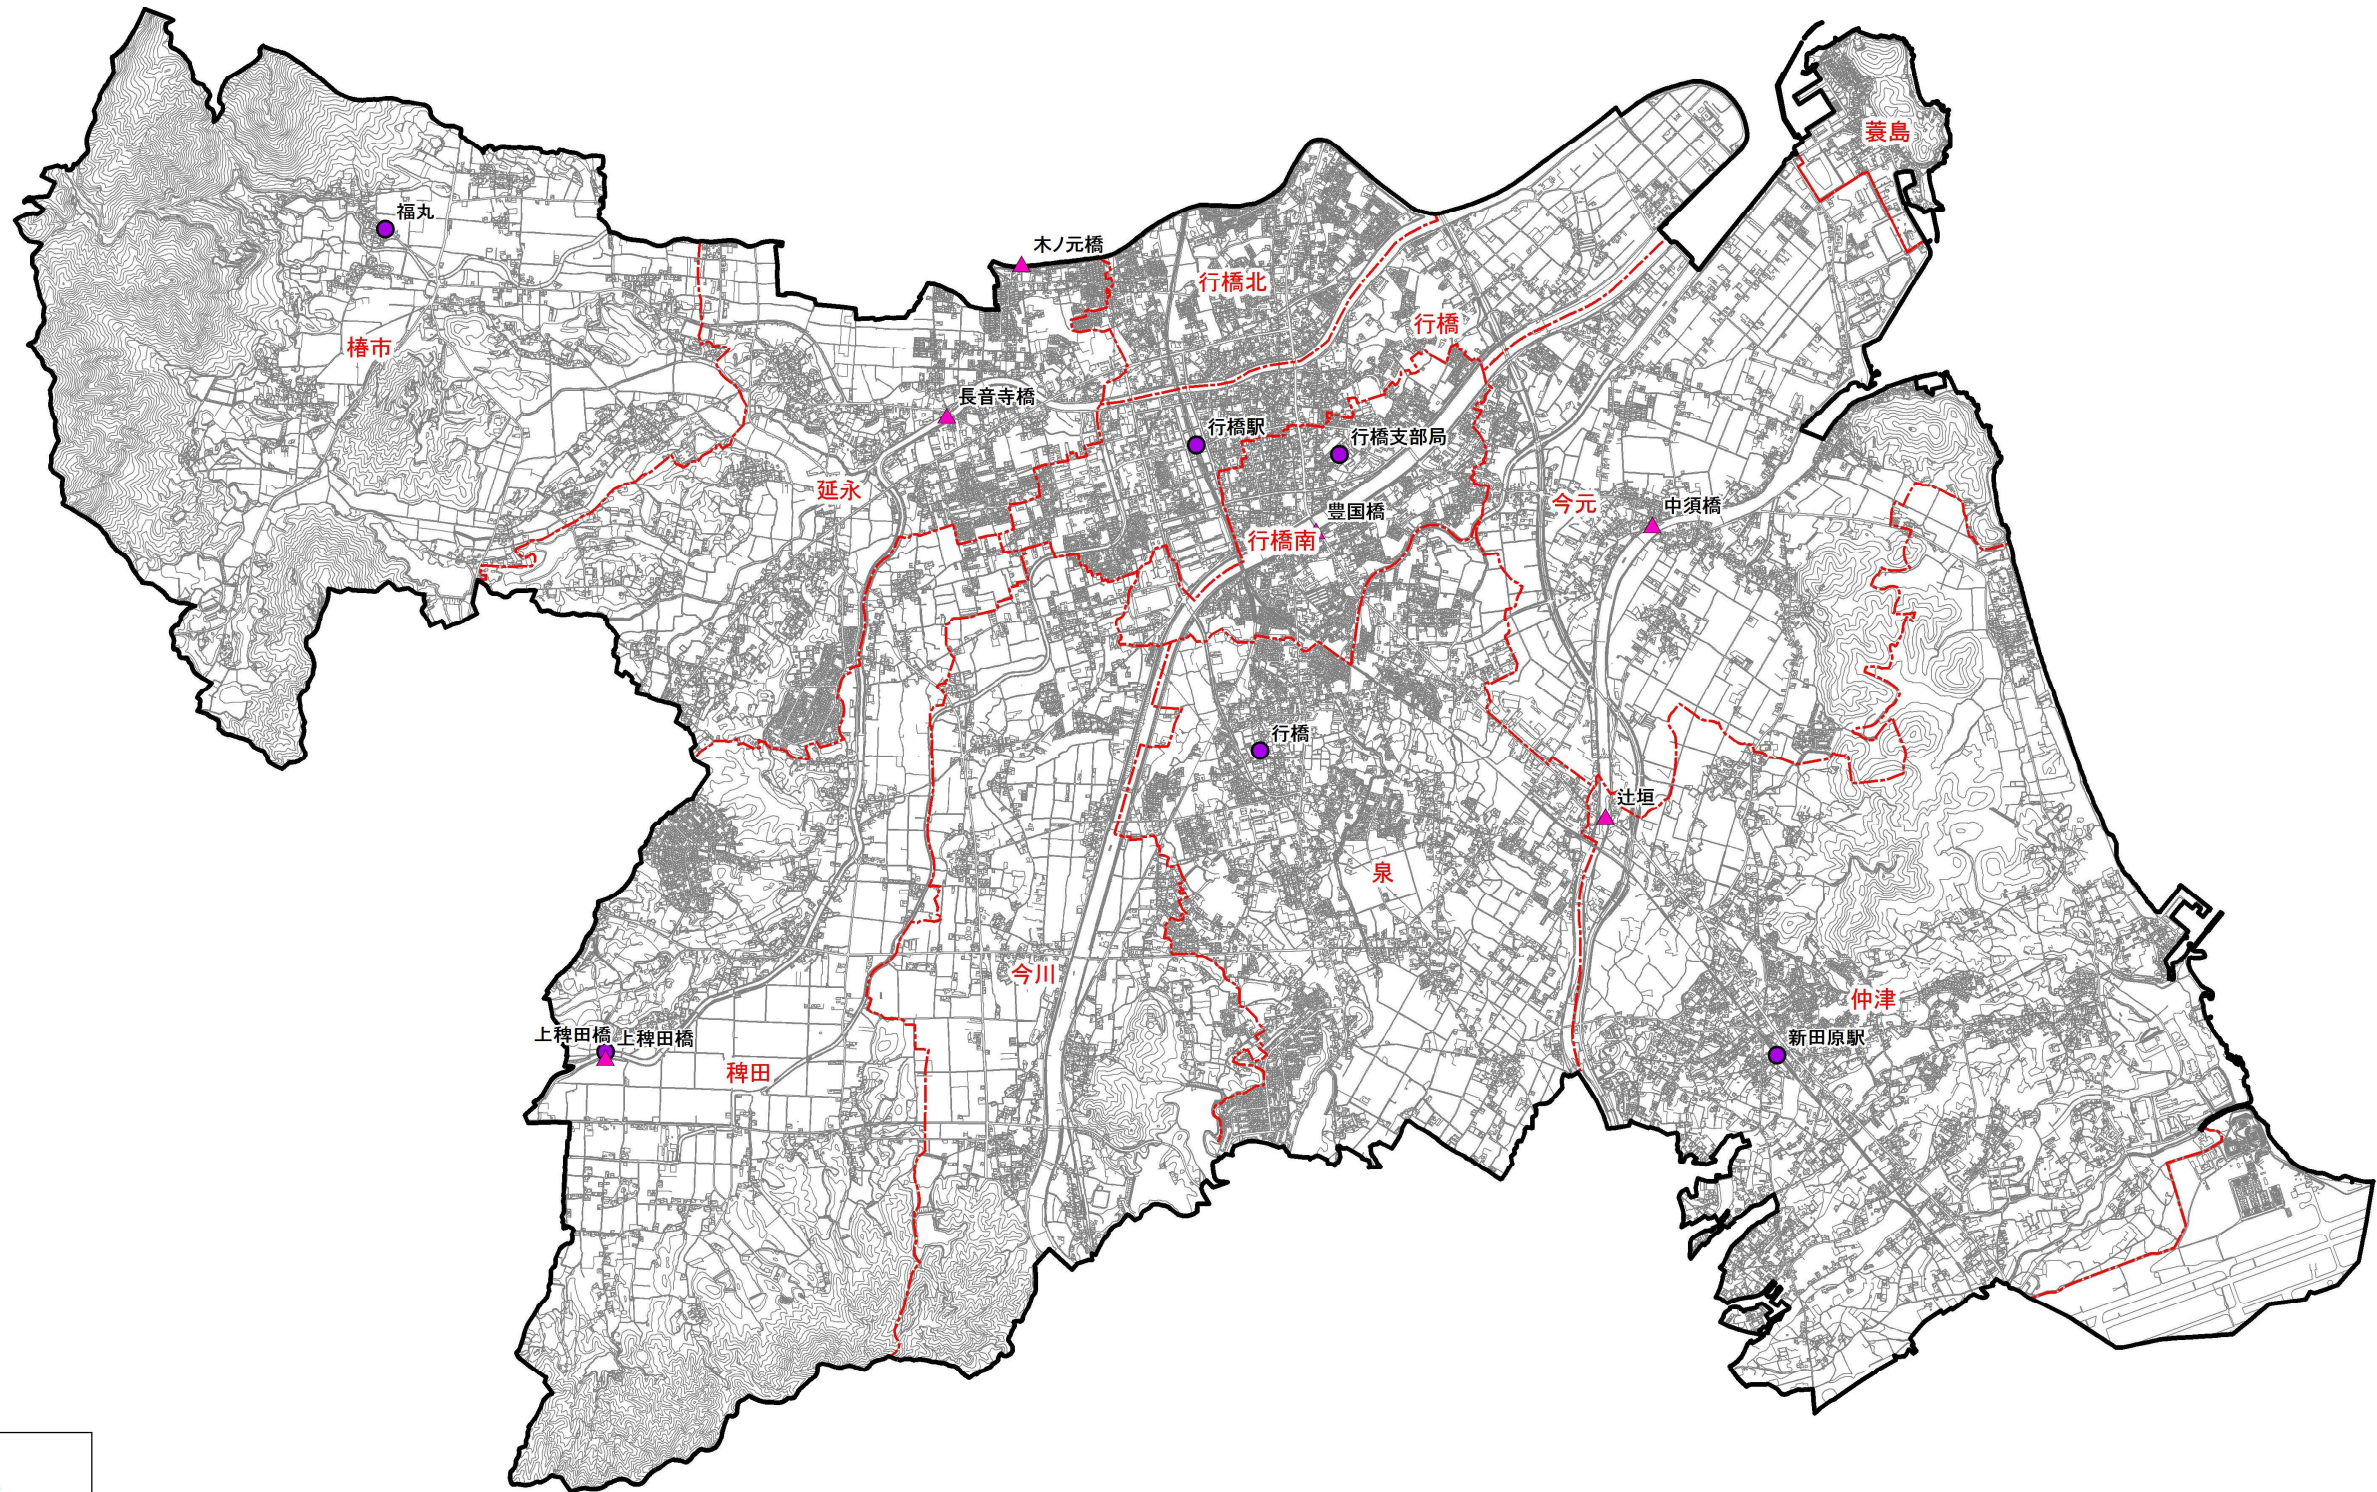 蓑島
福丸
木ノ元橋
行橋北
行橋
椿市
長音寺橋
行橋駅
行橋支部局
延永
今元
中須橋
豊国橋
行橋南
行橋
辻垣
泉
今川
仲津
上稗田橋
上稗田橋
新田原駅
稗田